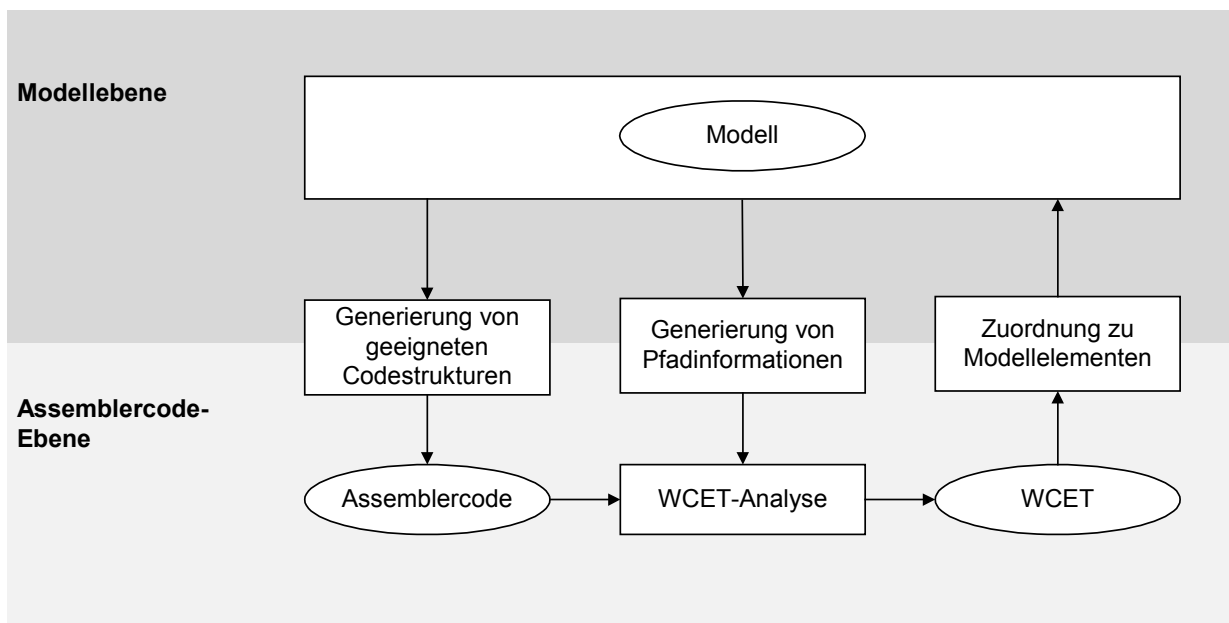 Modellebene
Modell
Generierung von
geeigneten
Codestrukturen
Generierung von
Pfadinformationen
Zuordnung zu
Modellelementen
Assemblercode-
Ebene
Assemblercode
WCET-Analyse
WCET